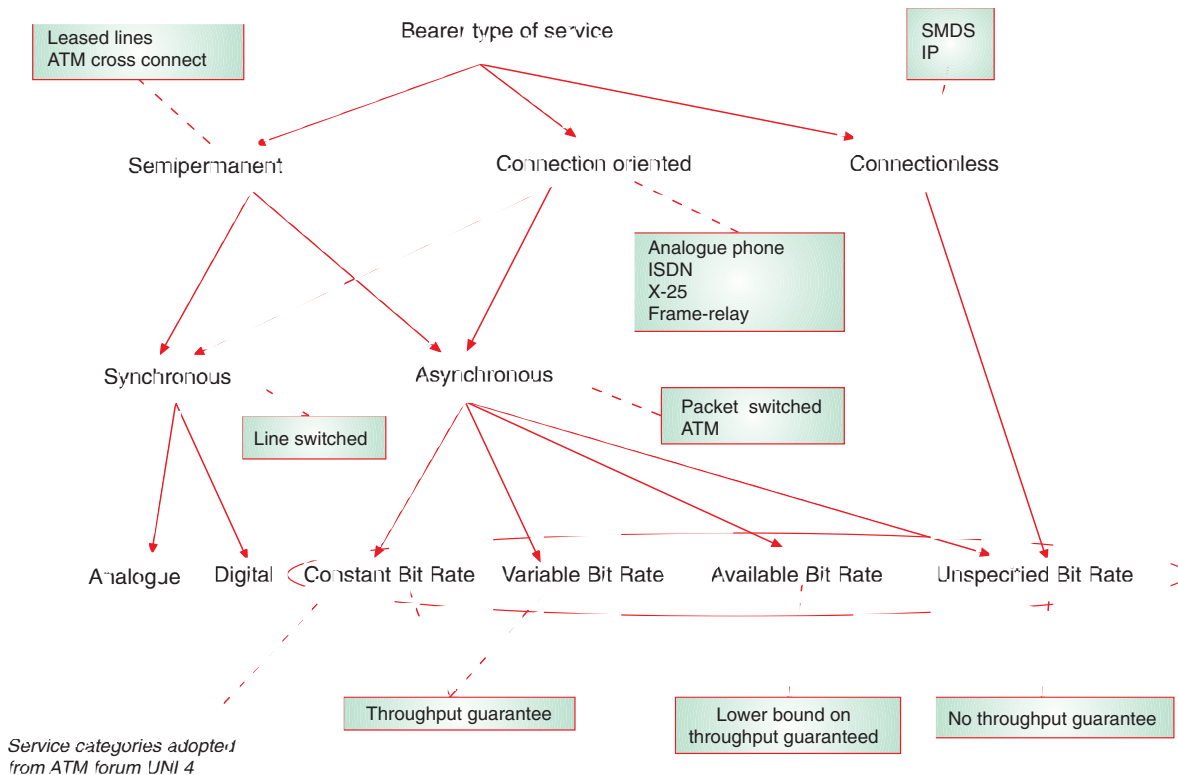 Bearer type of service
Leased lines
ATM cross connect
SMDS
IP
Semipermanent
Connection oriented
Connectionless
Analogue phone
ISDN
X-25
Frame-relay
Synchronous
Asynchronous
Line switched
Packet switched
ATM
Analogue
Digital
Constant Bit Rate
Variable Bit Rate
Available Bit Rate
Unspecified Bit Rate
Throughput guarantee
Lower bound on
throughput guaranteed
No throughput guarantee
Service categories adopted
from ATM forum UNI 4